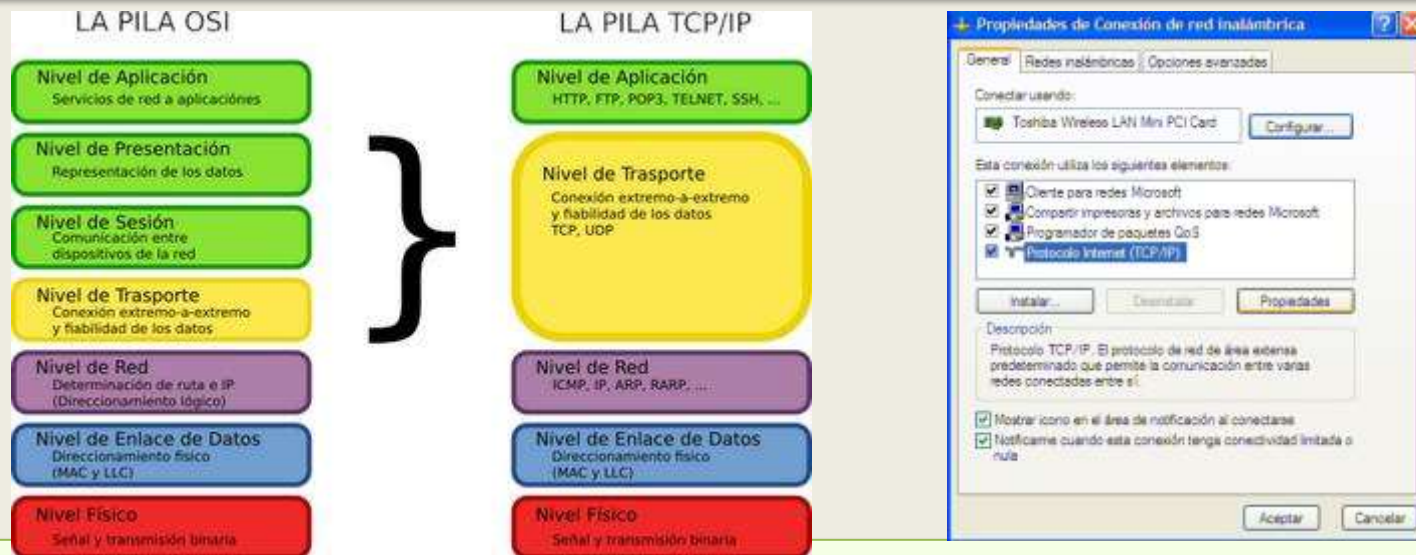 LA PILA OSI
Nivel de Aplicación
Servicios de red a aplicaciónes
Nivel de Presentación
Representación de los datos
Nivel de Sesión
Comunicación entre
dispositivos de la red
Nivel de Trasporte
Conexión extremo-a-extremo
y fiabilidad de los datos
Nivel de Red
Determinación de ruta e IP
(Direccionamiento lógico)
Nivel de Enlace de Datos
Direccionamiento físico
(MAC y LLC)
Nivel Físico
Señal y transmisión binaria
}
LA PILA TCP/IP
Nivel de Aplicación
HTTP, FTP, POP3, TELNET, SSH, ...
Nivel de Trasporte
Conexión extremo-a-extremo
y fiabilidad de los datos
TCP, UDP
Nivel de Red
ICMP, IP, ARP, RARP, ...
Nivel de Enlace de Datos
Direccionamiento físico
(MAC y LLC)
Nivel Físico
Señal y transmisión binaria
Propiedades de Conexión de red inalámbrica
General Redes inalámbricas Opciones avanzadas
Conectar usando:
Toshiba Wireless LAN Mini PCI Card Configurar...
Esta conexión utiliza los siguientes elementos:
Cliente para redes Microsoft
Compartir impresoras y archivos para redes Microsoft
Programador de paquetes QoS
Protocolo Internet (TCP/IP)
Instalar... Desinstalar Propiedades
Descripción
Protocolo TCP/IP. El protocolo de red de área extensa
predeterminado que permite la comunicación entre varias
redes conectadas entre sí.
Mostrar icono en el área de notificación al conectarse
Notificarme cuando esta conexión tenga conectividad limitada o
nula
Aceptar Cancelar